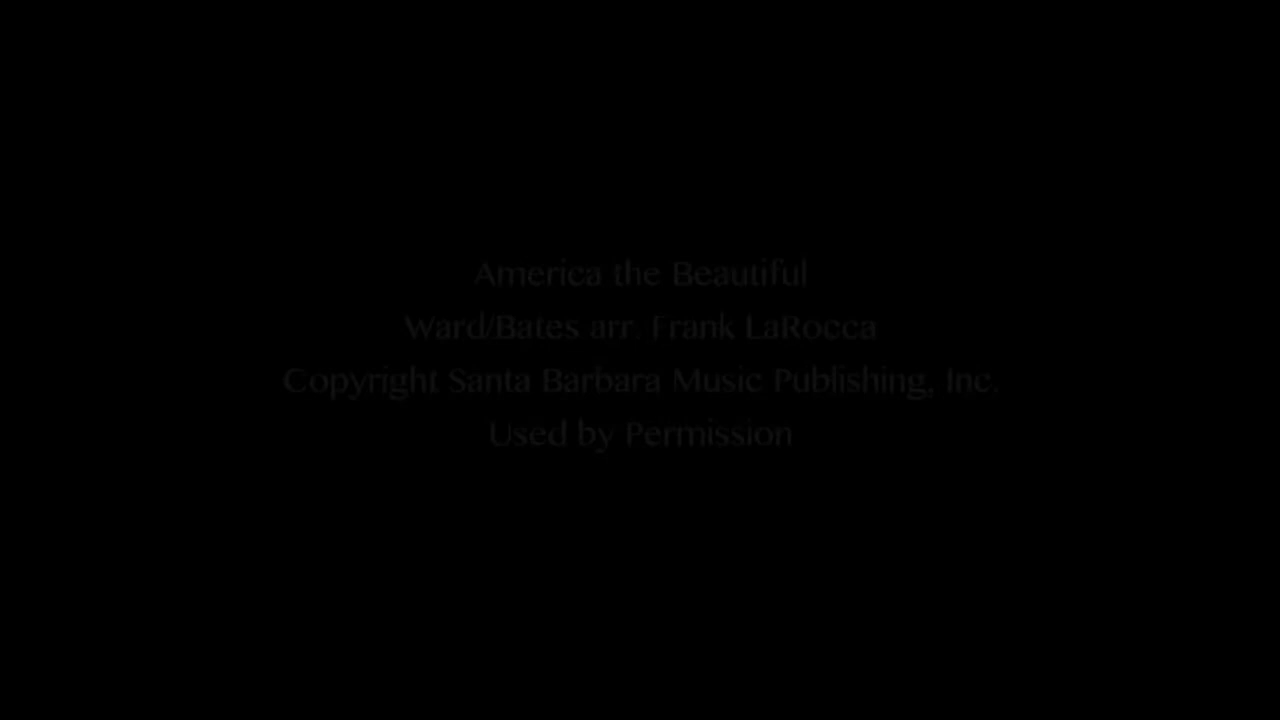 America the Beautiful
Ward/Bates arr. Frank LaRocca
Copyright Santa Barbara Music Publishing, Inc.
Used by Permission